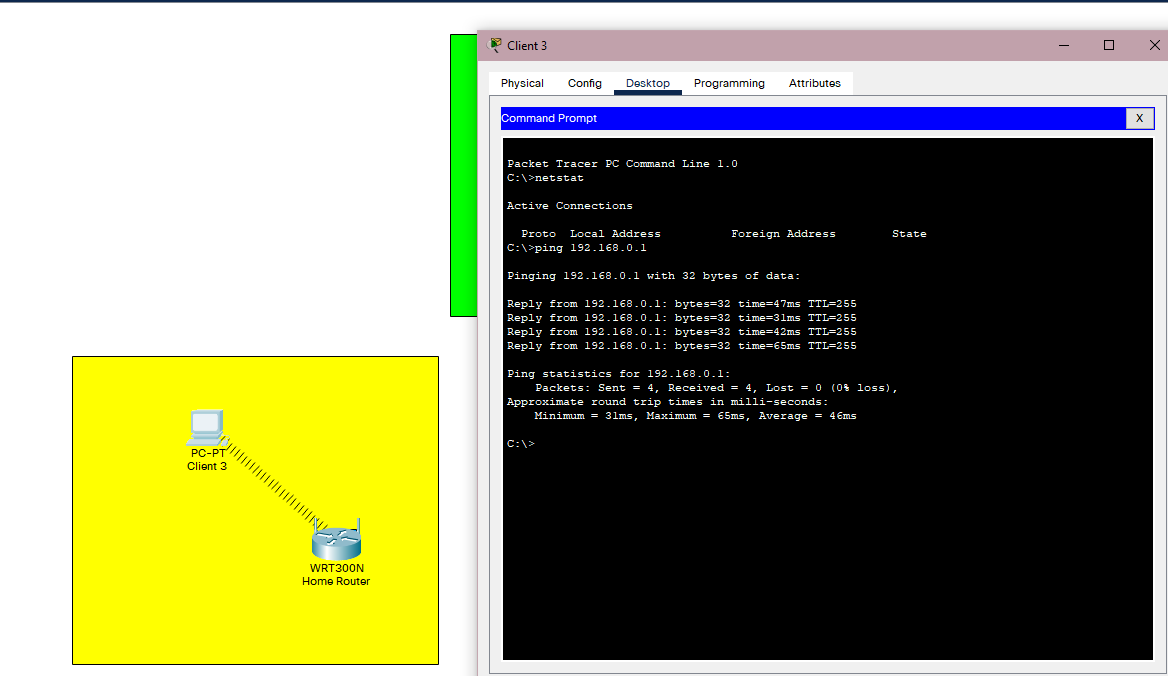 Client 3
Physical Config Desktop Programming Attributes
Command Prompt X
Packet Tracer PC Command Line 1.0
C:\>netstat
Active Connections
Proto Local Address Foreign Address State
C:\>ping 192.168.0.1
Pinging 192.168.0.1 with 32 bytes of data:
Reply from 192.168.0.1: bytes=32 time=47ms TTL=255
Reply from 192.168.0.1: bytes=32 time=31ms TTL=255
Reply from 192.168.0.1: bytes=32 time=42ms TTL=255
Reply from 192.168.0.1: bytes=32 time=65ms TTL=255
Ping statistics for 192.168.0.1:
Packets: Sent = 4, Received = 4, Lost = 0 (0% loss),
Approximate round trip times in milli-seconds:
Minimum = 31ms, Maximum = 65ms, Average = 46ms
C:\>
PC-PT
Client 3
WRT300N
Home Router